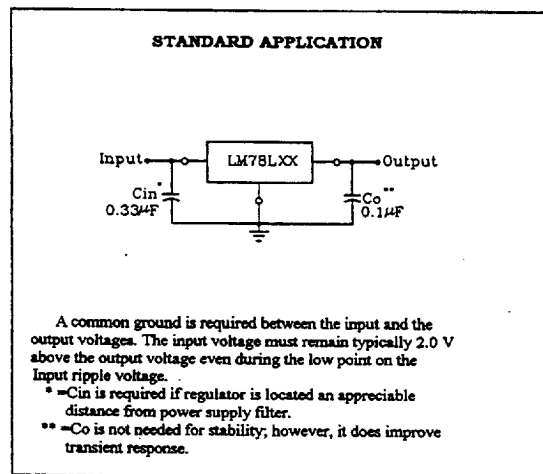 STANDARD APPLICATION
Input
LM78LXX
Output
Cin*
0.33μF
Co**
0.1μF
A common ground is required between the input and the
output voltages. The input voltage must remain typically 2.0 V
above the output voltage even during the low point on the
Input ripple voltage.
* =Cin is required if regulator is located an appreciable
distance from power supply filter.
** =Co is not needed for stability; however, it does improve
transient response.